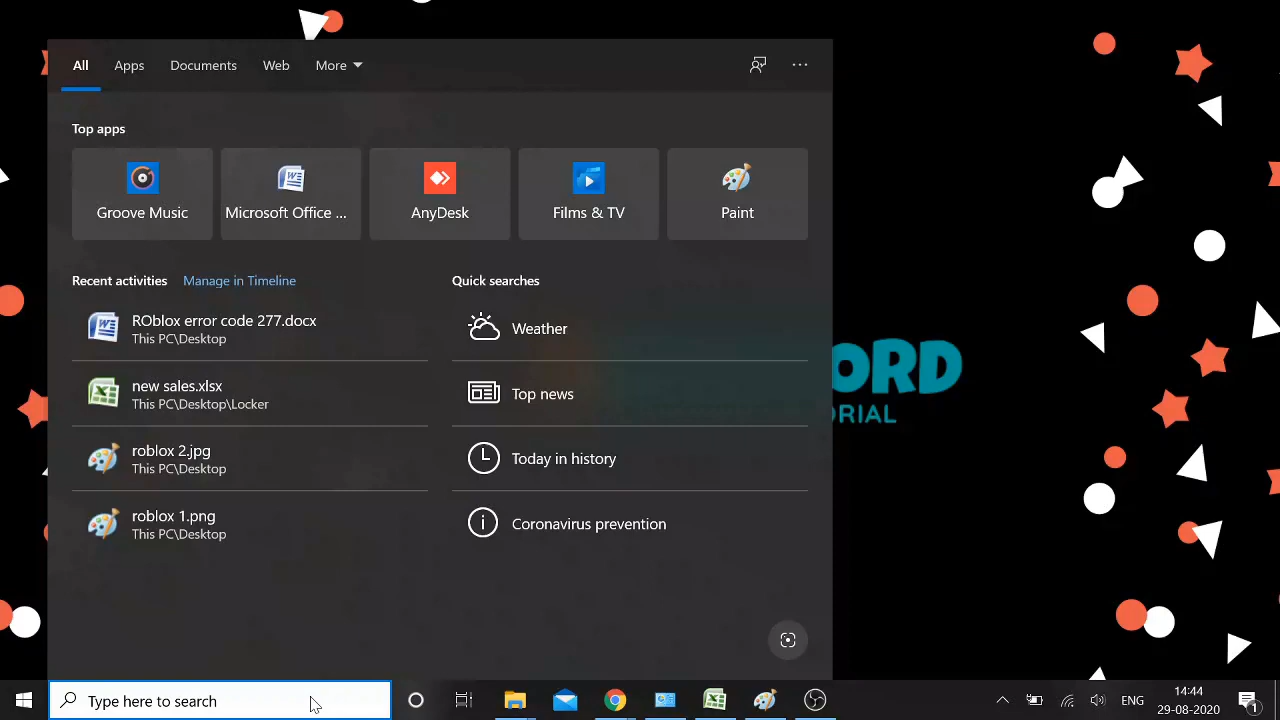 All Apps Documents Web More
Top apps
Groove Music Microsoft Office ... AnyDesk Films & TV Paint
Recent activities Manage in Timeline
ROblox error code 277.docx
This PC\Desktop
new sales.xlsx
This PC\Desktop\Locker
roblox 2.jpg
This PC\Desktop
roblox 1.png
This PC\Desktop
Quick searches
Weather
Top news
Today in history
Coronavirus prevention
ORD
RIAL
Type here to search
ENG
14:44
29-08-2020
1